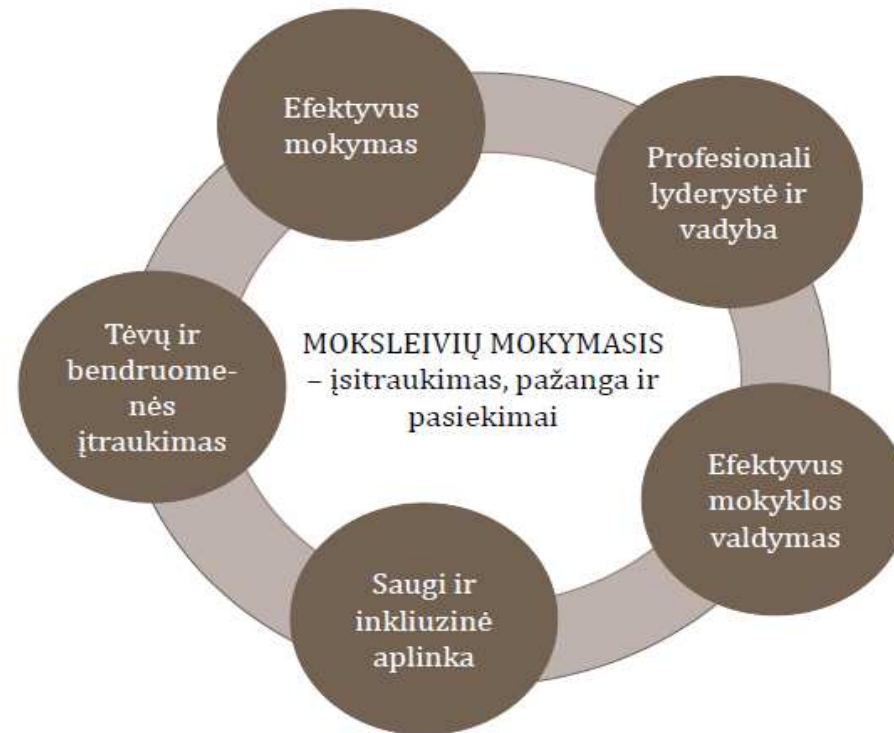 Efektyvus
mokymas
Profesionali
lyderystė ir
vadyba
Tėvų ir
bendruome-
nės
įtraukimas
MOKSLEIVIŲ MOKYMASIS
– įsitraukimas, pažanga ir
pasiekimai
Efektyvus
mokyklos
valdymas
Saugi ir
inkliuzinė
aplinka